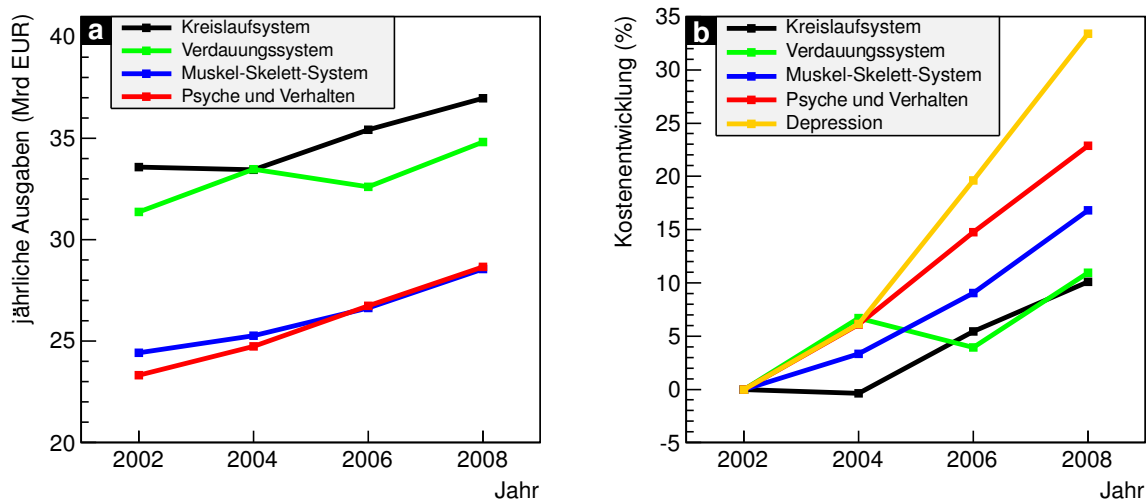 a
Kreislaufsystem
Verdauungssystem
Muskel-Skelett-System
Psyche und Verhalten
jährliche Ausgaben (Mrd EUR)
40
35
30
25
20
2002 2004 2006 2008
Jahr
b
Kreislaufsystem
Verdauungssystem
Muskel-Skelett-System
Psyche und Verhalten
Depression
Kostenentwicklung (%)
35
30
25
20
15
10
5
0
-5
2002 2004 2006 2008
Jahr